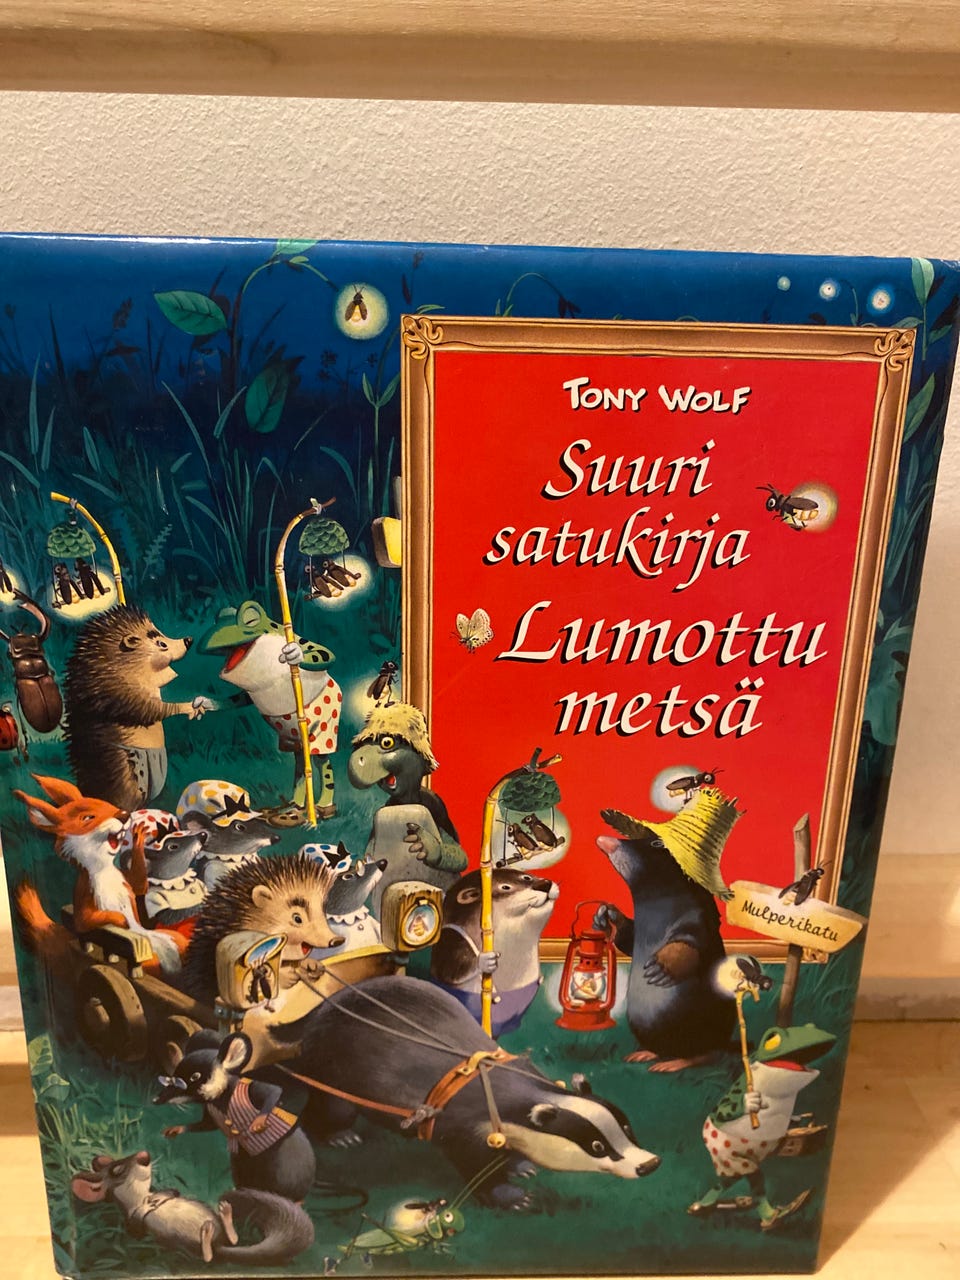 TONY WOLF
Suuri
satukirja
Lumottu
metsä
Mulperikatu